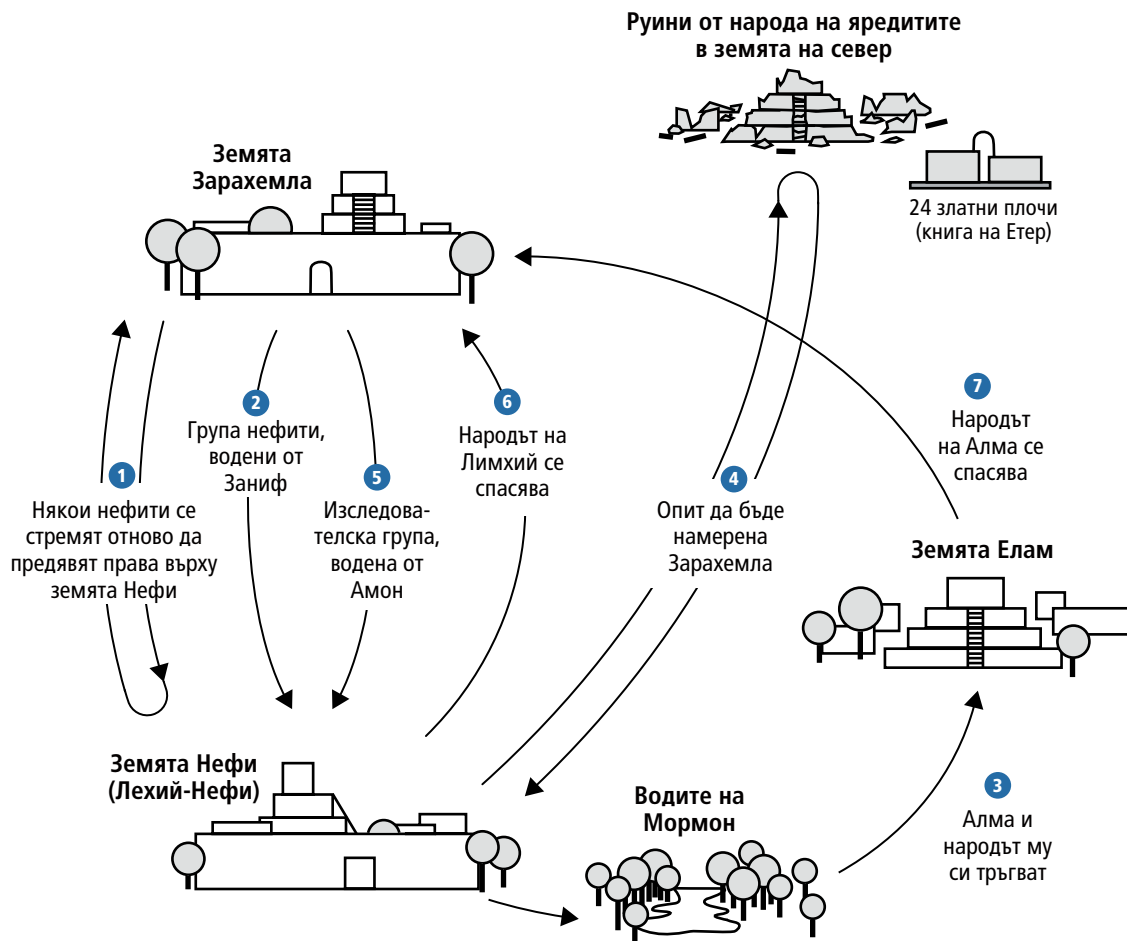 Руини от народа на яредитите
в земята на север
24 златни плочи
(книга на Етер)
Земята
Зарахемла
1
Някои нефити се
стремят отново да
предявят права върху
земята Нефи
2
Група нефити,
водени от
Заниф
5
Изследова-
телска група,
водена от
Амон
6
Народът на
Лимхий се
спасява
4
Опит да бъде
намерена
Зарахемла
7
Народът
на Алма се
спасява
Земята Елам
Земята Нефи
(Лехий-Нефи)
Водите на
Мормон
3
Алма и
народът му
си тръгват